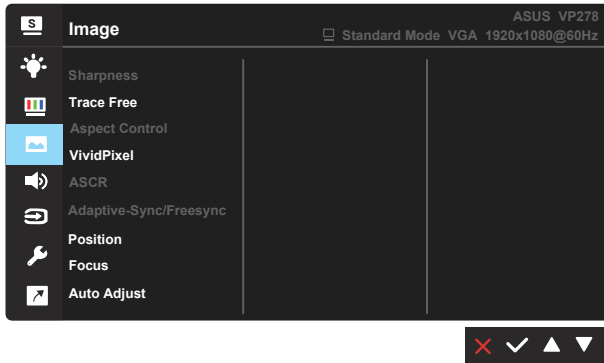 S
Image
ASUS VP278
Standard Mode VGA 1920x1080@60Hz
Sharpness
Trace Free
Aspect Control
VividPixel
ASCR
Adaptive-Sync/Freesync
Position
Focus
Auto Adjust